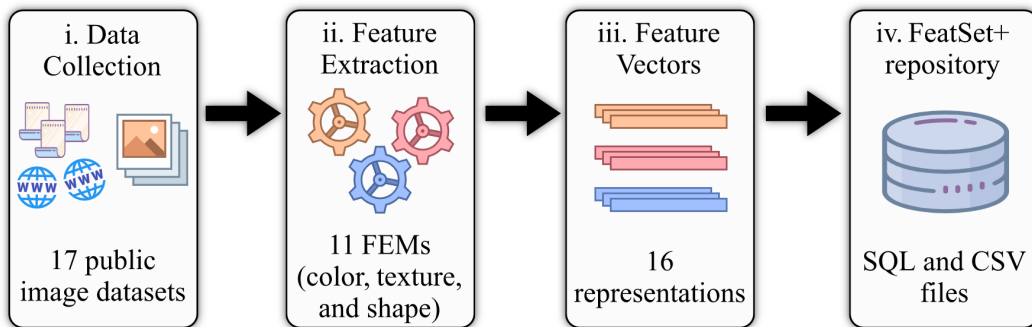 i. Data
Collection
WWW
WWW
17 public
image datasets
ii. Feature
Extraction
11 FEMs
(color, texture,
and shape)
iii. Feature
Vectors
16
representations
iv. FeatSet+
repository
SQL and CSV
files